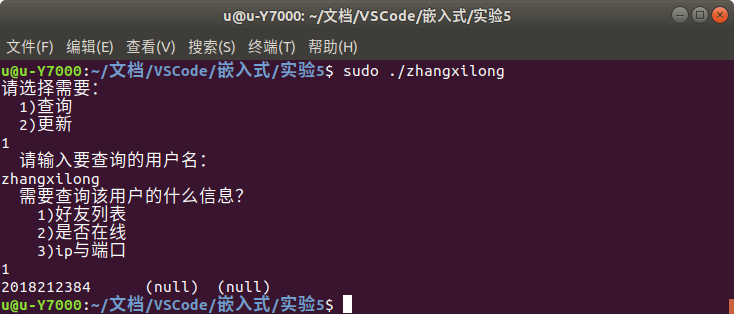 u@u-Y7000: ~/文档/VSCode/嵌入式/实验5
文件(F) 编辑(E) 查看(V) 搜索(S) 终端(T) 帮助(H)
u@u-Y7000:~/文档/VSCode/嵌入式/实验5$ sudo ./zhangxilong
请选择需要:
  1)查询
  2)更新
1
  请输入要查询的用户名:
zhangxilong
  需要查询该用户的什么信息?
    1)好友列表
    2)是否在线
    3)ip与端口
1
2018212384      (null)  (null)
u@u-Y7000:~/文档/VSCode/嵌入式/实验5$